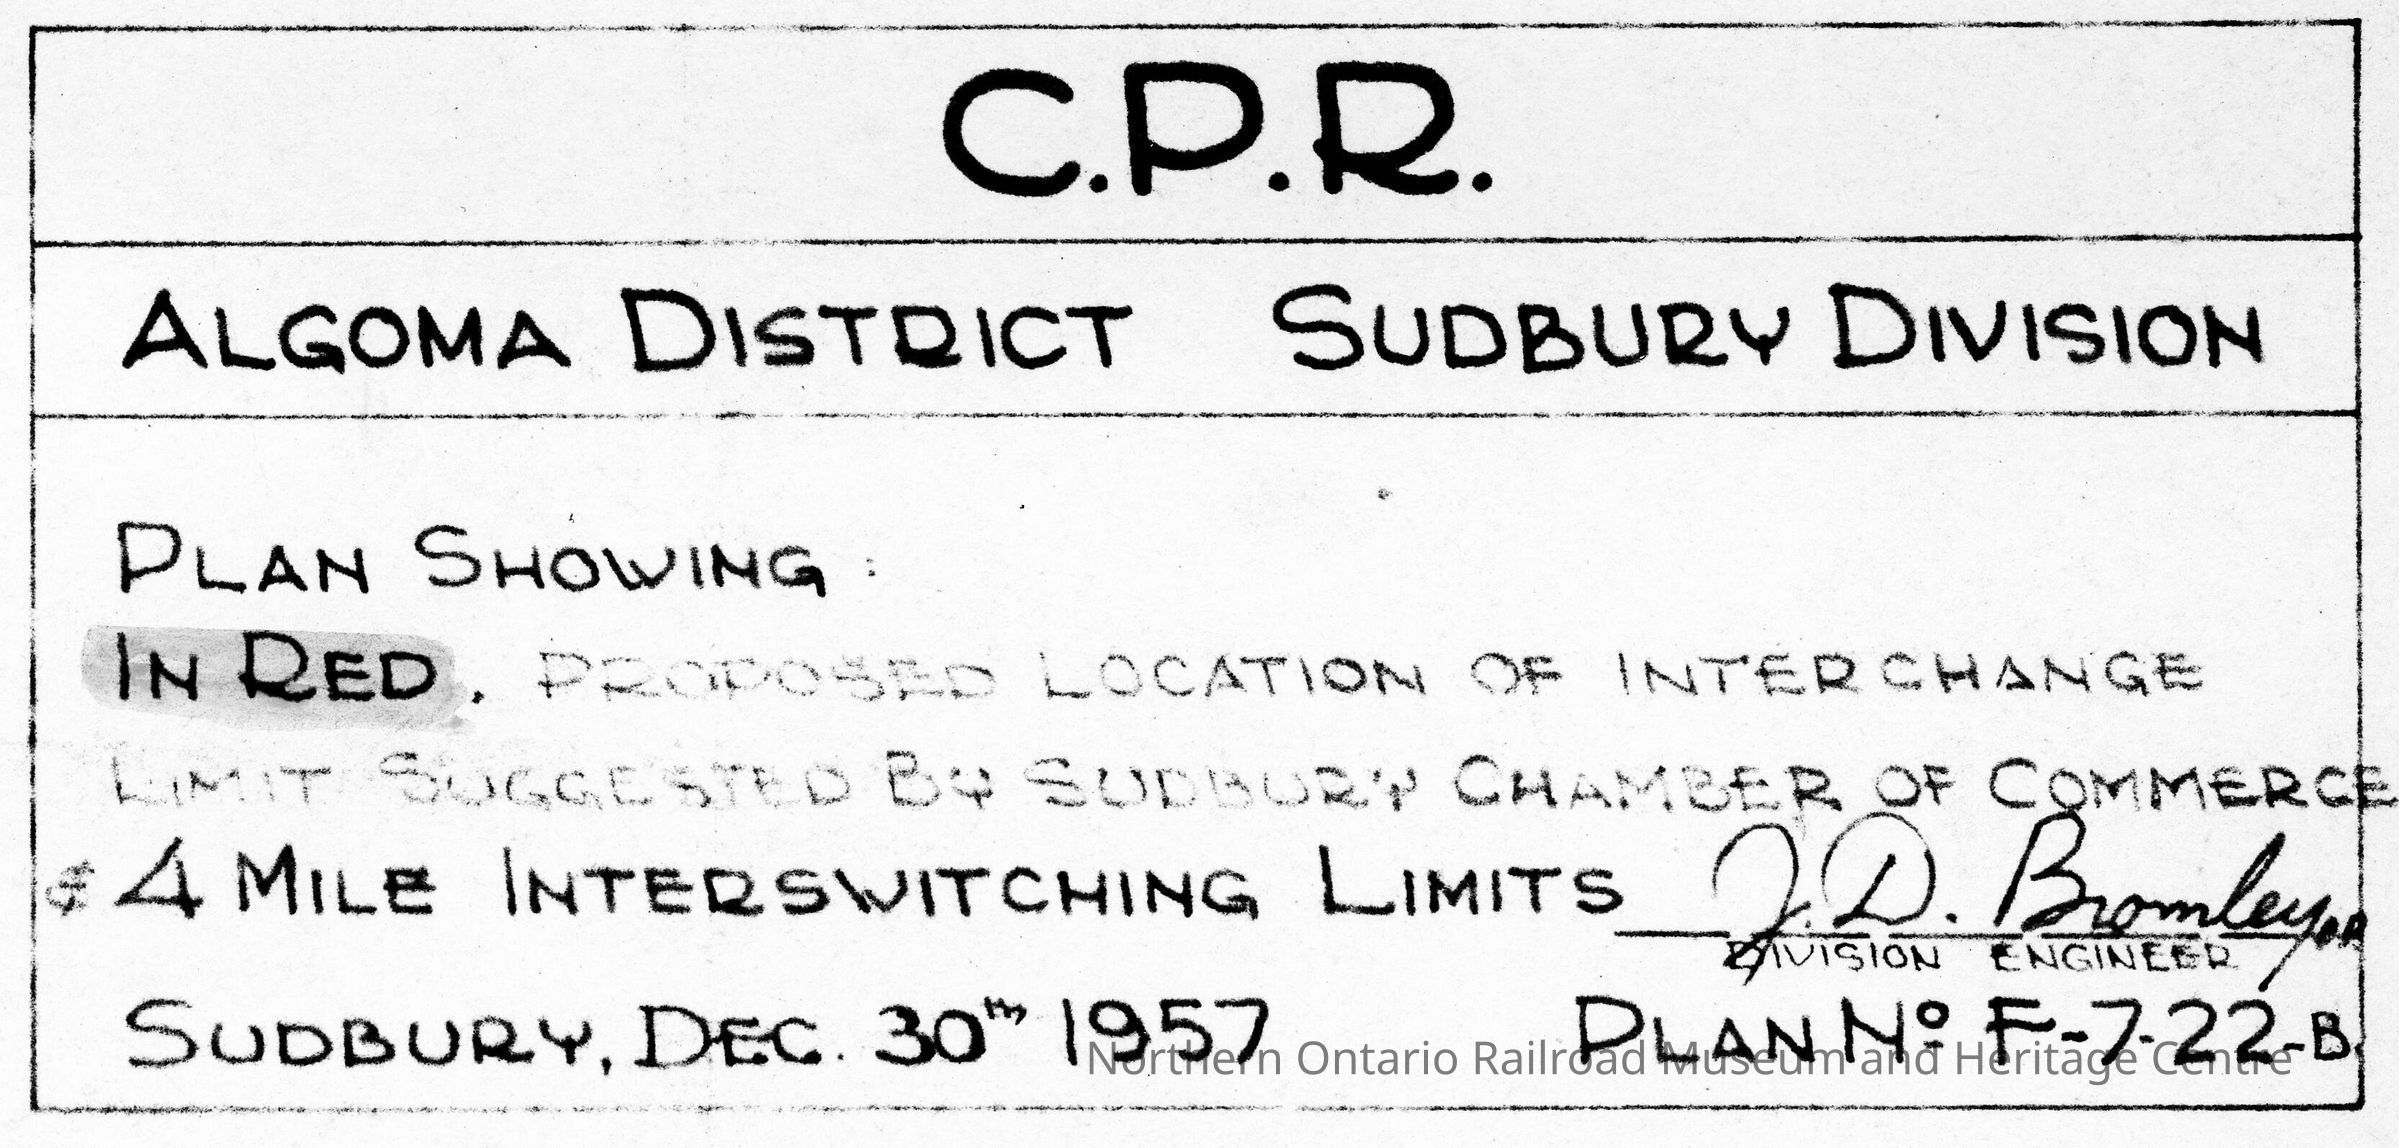 C.P.R.
ALGOMA DISTRICT SUDBURY DIVISION
PLAN SHOWING :
IN RED, PROPOSED LOCATION OF INTERCHANGE
LIMIT SUGGESTED BY SUDBURY CHAMBER OF COMMERCE
& 4 MILE INTERSWITCHING LIMITS J. D. Bromley
DIVISION ENGINEER
SUDBURY, DEC. 30TH 1957 PLAN Nº F-7-22-B
Northern Ontario Railroad Museum and Heritage Centre